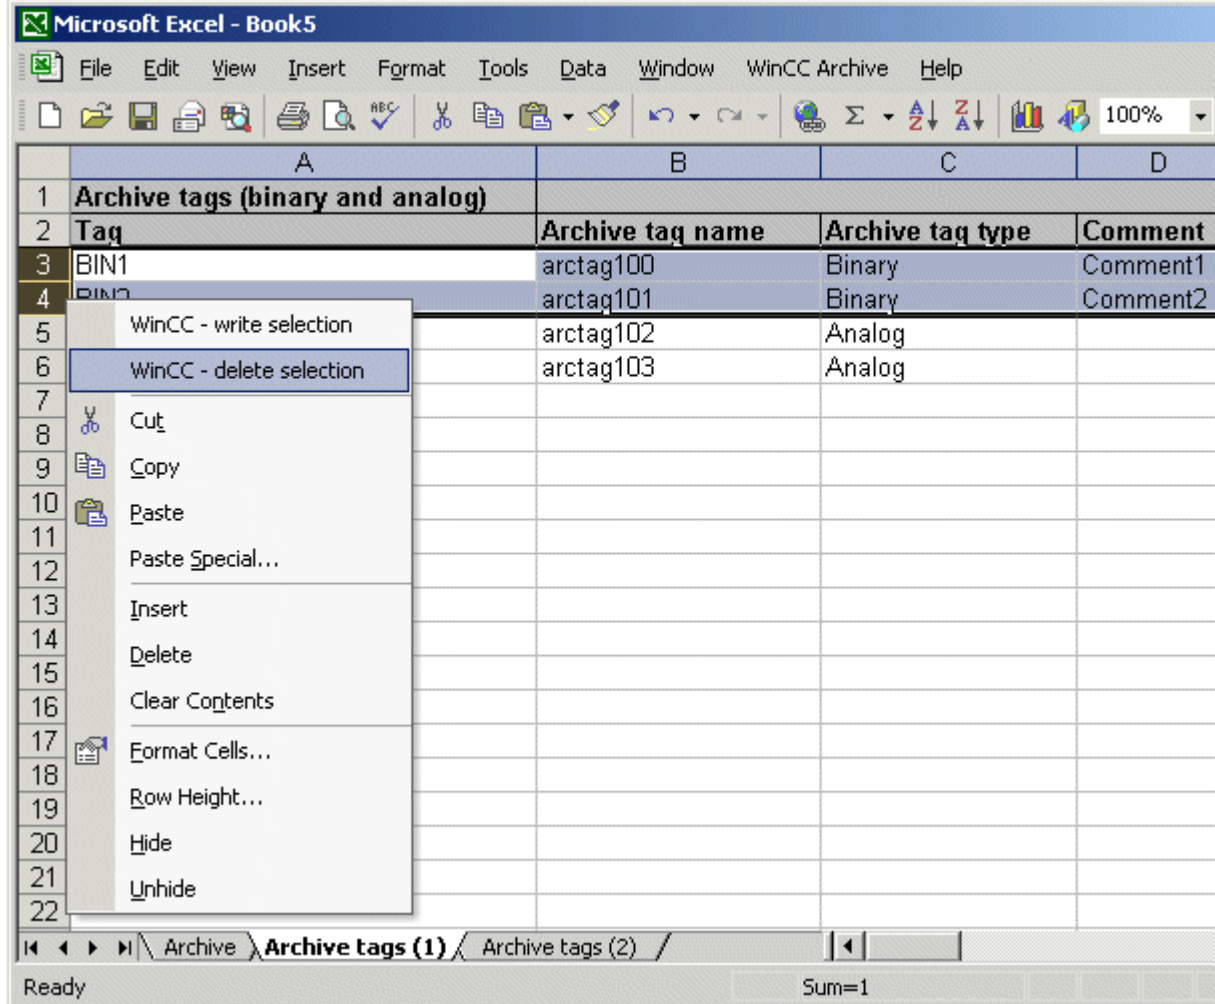 Microsoft Excel - Book5
File Edit View Insert Format Tools Data Window WinCC Archive Help
ABC Σ A Z Z A 100%
A B C D
1 Archive tags (binary and analog)
2 Tag Archive tag name Archive tag type Comment
3 BIN1 arctag100 Binary Comment1
4 arctag101 Binary Comment2
WinCC - write selection
5 arctag102 Analog
6 arctag103 Analog
WinCC - delete selection
7
8 Cut
9 Copy
10 Paste
11
12 Paste Special...
13 Insert
14 Delete
15
16 Clear Contents
17 Format Cells...
18
19 Row Height...
20 Hide
21 Unhide
22
Archive Archive tags (1) Archive tags (2)
Ready Sum=1